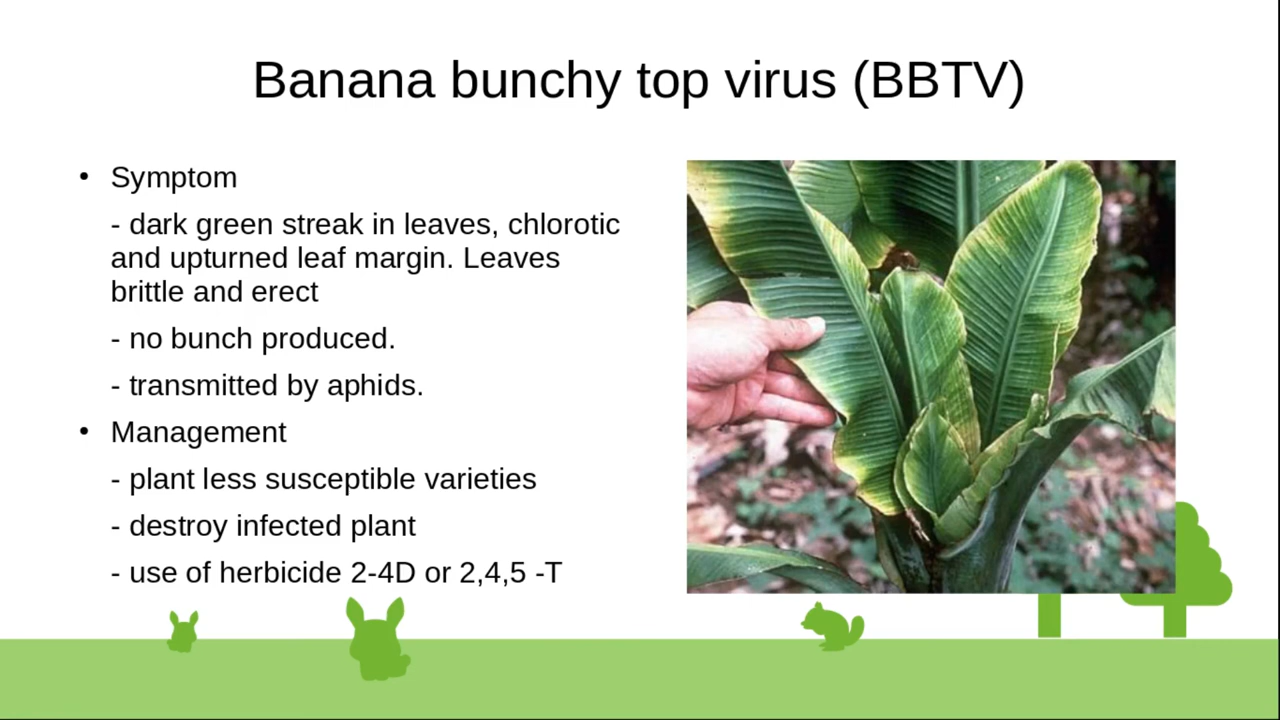 Banana bunchy top virus (BBTV)
• Symptom
- dark green streak in leaves, chlorotic
and upturned leaf margin. Leaves
brittle and erect
- no bunch produced.
- transmitted by aphids.
• Management
- plant less susceptible varieties
- destroy infected plant
- use of herbicide 2-4D or 2,4,5 -T